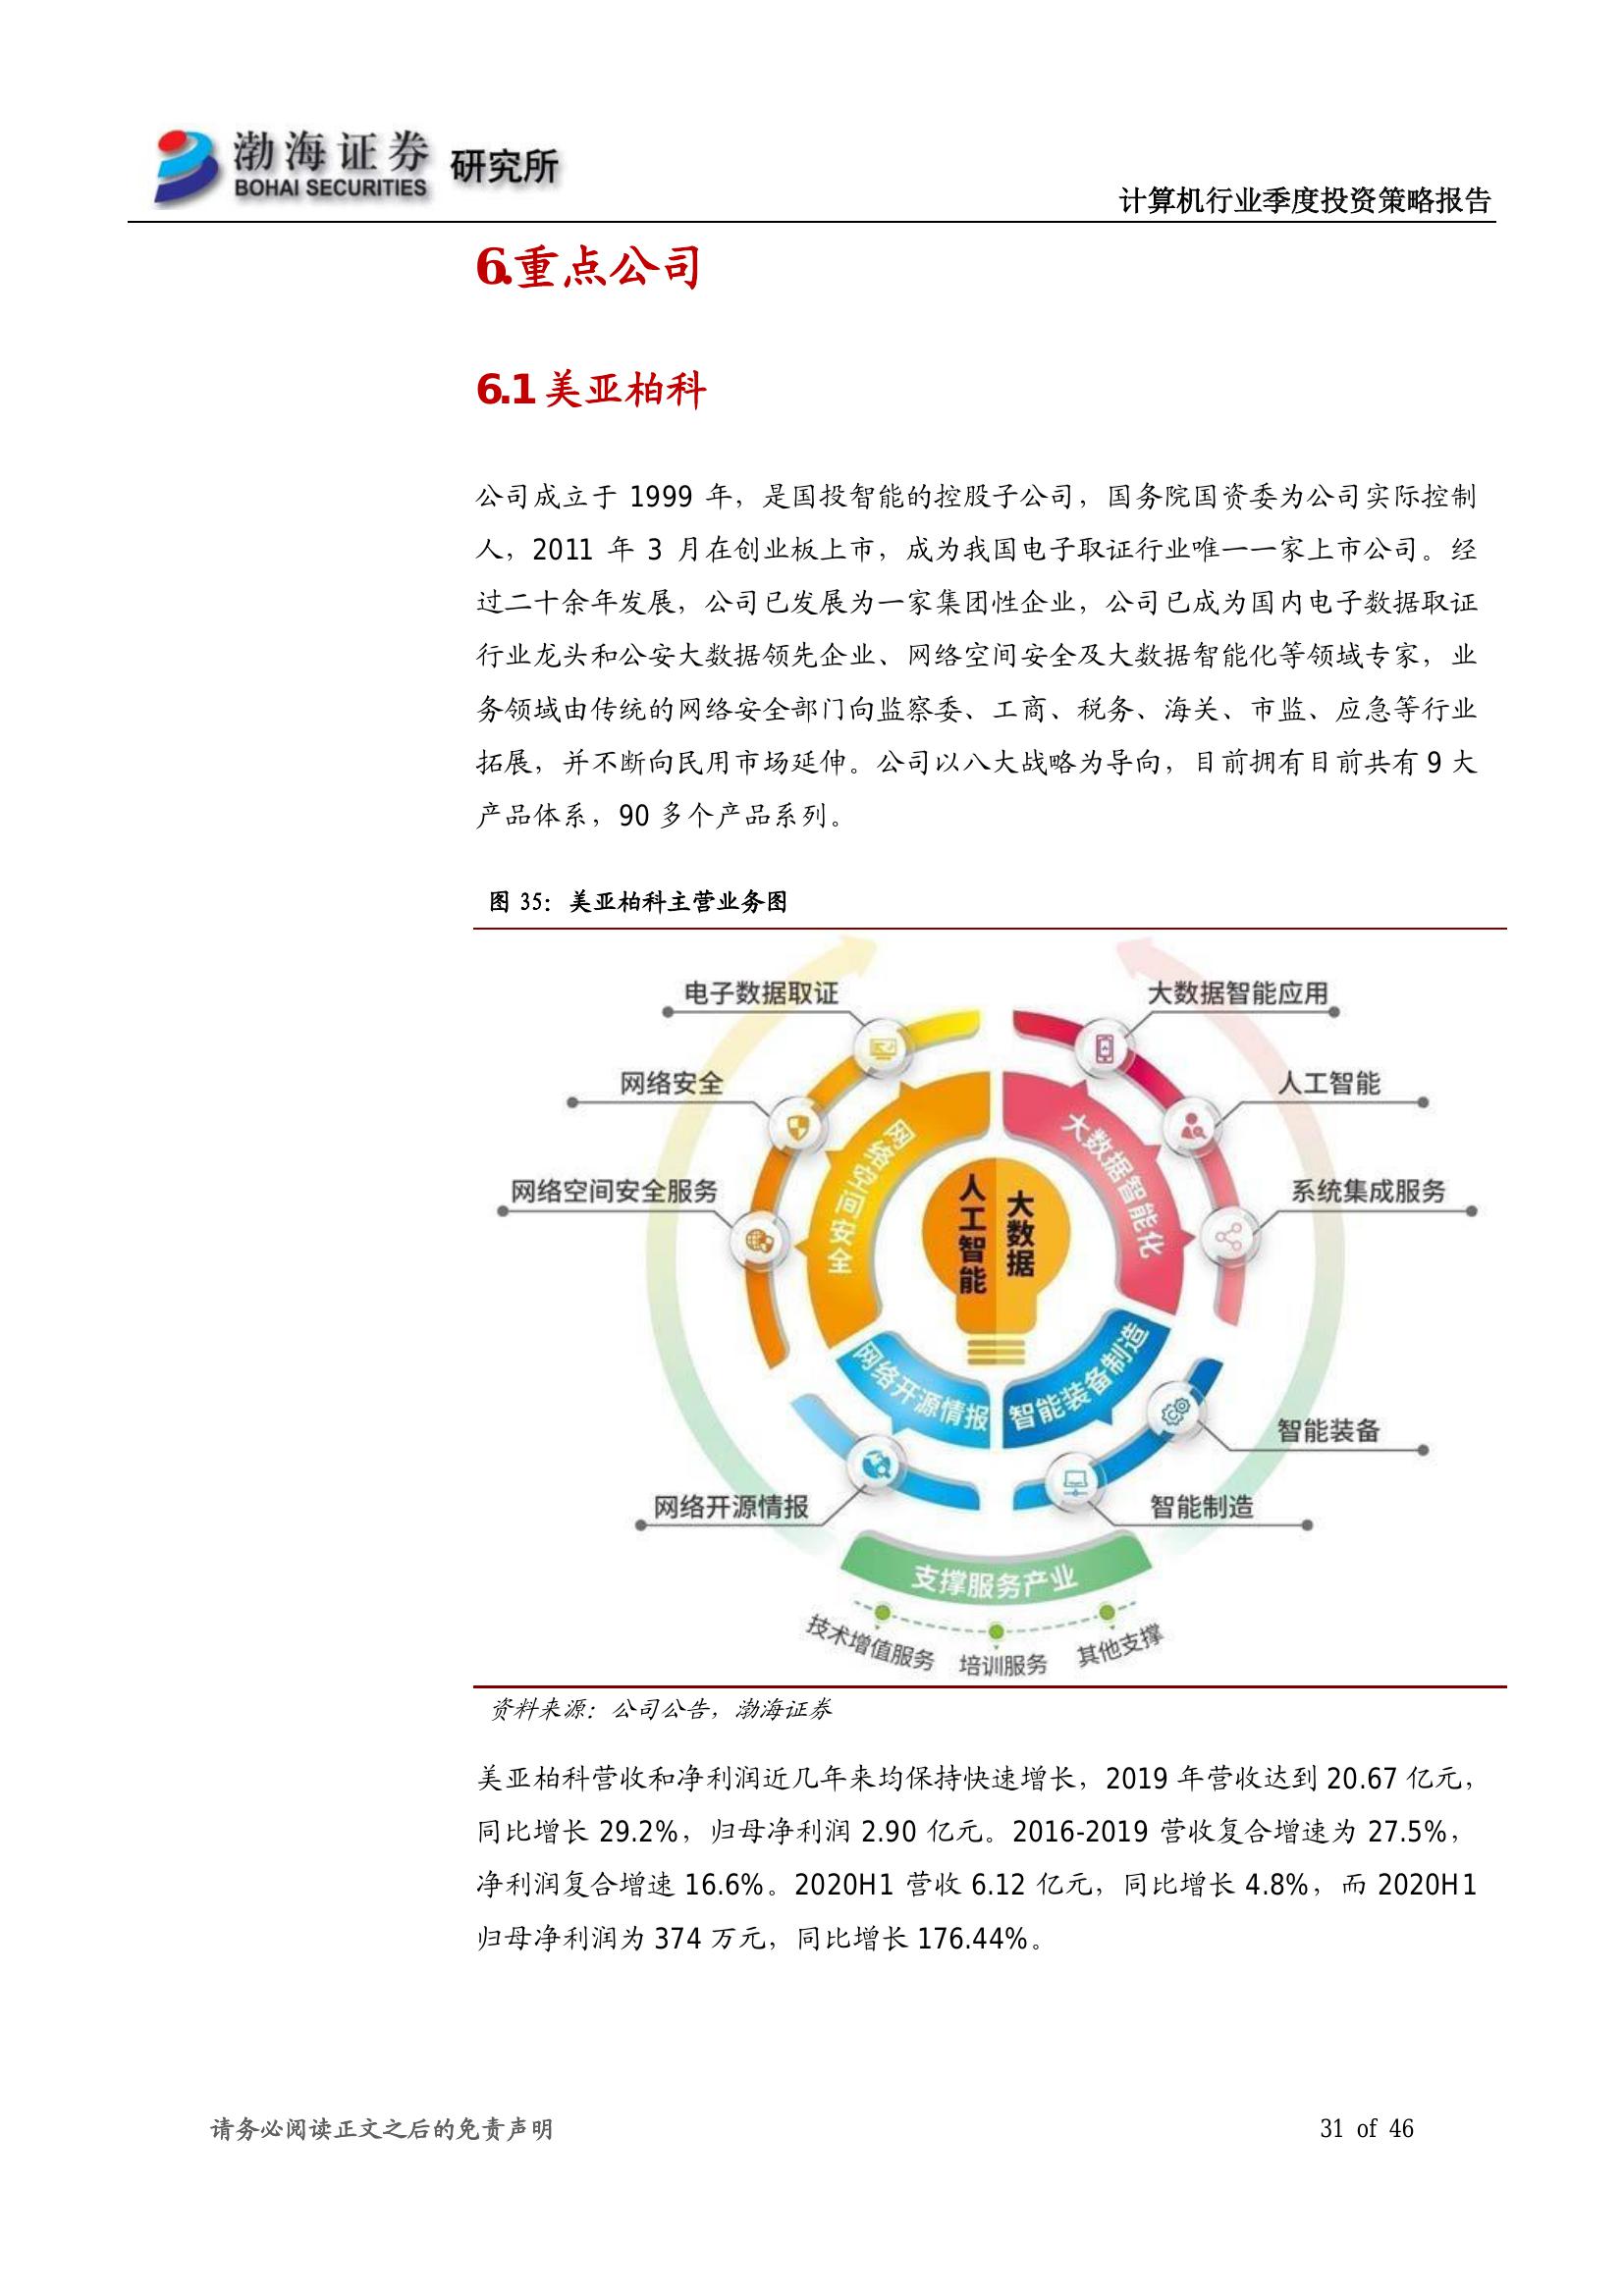 渤海证券 研究所
BOHAI SECURITIES
计算机行业季度投资策略报告
6.重点公司
6.1 美亚柏科
公司成立于 1999 年，是国投智能的控股子公司，国务院国资委为公司实际控制
人，2011 年 3 月在创业板上市，成为我国电子取证行业唯一一家上市公司。经
过二十余年发展，公司已发展为一家集团性企业，公司已成为国内电子数据取证
行业龙头和公安大数据领先企业、网络空间安全及大数据智能化等领域专家，业
务领域由传统的网络安全部门向监察委、工商、税务、海关、市监、应急等行业
拓展，并不断向民用市场延伸。公司以八大战略为导向，目前拥有目前共有 9 大
产品体系，90 多个产品系列。
图 35：美亚柏科主营业务图
电子数据取证
大数据智能应用
网络安全
人工智能
网络空间安全服务
系统集成服务
网络空间安全
大数据智能化
人工智能
大数据
网络开源情报
智能装备制造
智能装备
网络开源情报
智能制造
支撑服务产业
技术增值服务
培训服务
其他支撑
资料来源：公司公告，渤海证券
美亚柏科营收和净利润近几年来均保持快速增长，2019 年营收达到 20.67 亿元，
同比增长 29.2%，归母净利润 2.90 亿元。2016-2019 营收复合增速为 27.5%，
净利润复合增速 16.6%。2020H1 营收 6.12 亿元，同比增长 4.8%，而 2020H1
归母净利润为 374 万元，同比增长 176.44%。
请务必阅读正文之后的免责声明
31 of 46